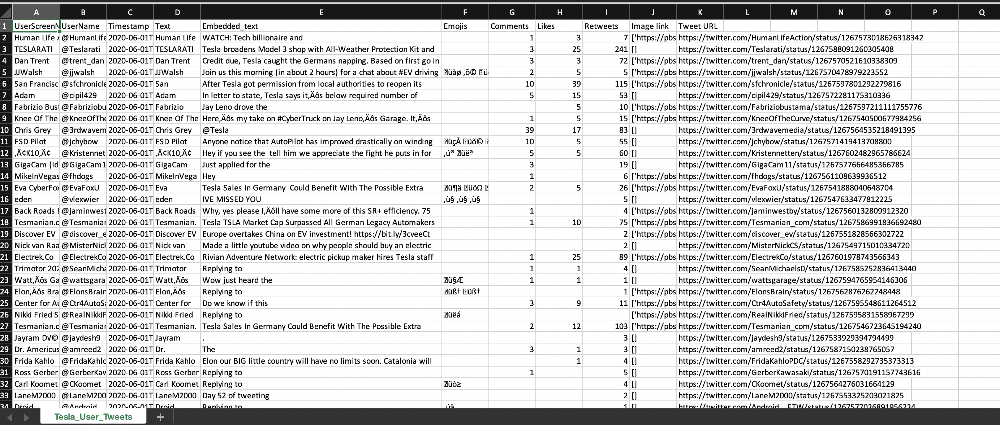 A B C D E F G H I J K L M N O P Q
1 UserScreenN UserName Timestamp Text Embedded_text Emojis Comments Likes Retweets Image link Tweet URL
2 Human Life A @HumanLife 2020-06-01T Human Life WATCH: Tech billionaire and 1 3 7 ['https://pbs https://twitter.com/HumanLifeAction/status/1267573018626318342
3 TESLARATI @Teslarati 2020-06-01T TESLARATI Tesla broadens Model 3 shop with All-Weather Protection Kit and 3 25 241 [] https://twitter.com/Teslarati/status/1267588091260305408
4 Dan Trent @trent_dan 2020-06-01T Dan Trent Credit due, Tesla caught the Germans napping. Based on first go in 3 3 72 ['https://pbs https://twitter.com/trent_dan/status/1267570521610338309
5 JJWalsh @jjwalsh 2020-06-01T JJWalsh Join us this morning (in about 2 hours) for a chat about #EV driving 2 5 5 ['https://pbs https://twitter.com/jjwalsh/status/1267570478979223552
6 San Francisc @sfchronicle 2020-06-01T San After Tesla got permission from local authorities to reopen its 10 39 115 ['https://pbs https://twitter.com/sfchronicle/status/1267597801292279816
7 Adam @cipil429 2020-06-01T Adam In letter to state, Tesla says it‚Äôs below required number of 5 15 53 [] https://twitter.com/cipil429/status/1267572281175310336
8 Fabrizio Bust @Fabriziobu 2020-06-01T Fabrizio Jay Leno drove the 5 10 ['https://pbs https://twitter.com/Fabriziobustama/status/1267597211111755776
9 Knee Of The @KneeOfThe 2020-06-01T Knee Of The Here‚Äôs my take on #CyberTruck on Jay Leno‚Äôs Garage. It‚Äôs 1 5 15 ['https://pbs https://twitter.com/KneeOfTheCurve/status/1267540500677984256
10 Chris Grey @3rdwavem 2020-06-01T Chris Grey @Tesla 39 17 83 [] https://twitter.com/3rdwavemedia/status/1267564535218491395
11 FSD Pilot @jchybow 2020-06-01T FSD Pilot Anyone notice that AutoPilot has improved drastically on winding 10 5 55 [] https://twitter.com/jchybow/status/1267571419413708800
12 ‚Ä¢K10‚Ä¢ @Kristennet 2020-06-01T ‚Ä¢K10‚Ä¢ Hey if you see the tell him we appreciate the fight he puts in for 5 5 60 [] https://twitter.com/Kristennetten/status/1267602482965786624
13 GigaCam (Id @GigaCam1 2020-06-01T GigaCam Just applied for the 3 19 [] https://twitter.com/GigaCam11/status/1267577666485366785
14 MikeInVegas @fhdogs 2020-06-01T MikeInVega Hey 1 6 ['https://pbs https://twitter.com/fhdogs/status/1267561108639936512
15 Eva CyberFox @EvaFoxU 2020-06-01T Eva Tesla Sales In Germany Could Benefit With The Possible Extra 2 5 26 ['https://pbs https://twitter.com/EvaFoxU/status/1267541888040648704
16 eden @vlexwier 2020-06-01T eden IVE MISSED YOU ‚ù§ ‚ù§ ‚ù§ 5 [] https://twitter.com/vlexwier/status/1267547633477812225
17 Back Roads E @jaminwest 2020-06-01T Back Roads Why, yes please I‚Äôll have some more of this SR+ efficiency. 75 1 4 ['https://pbs https://twitter.com/jaminwestby/status/1267560132809912320
18 Tesmanian.c @Tesmanian 2020-06-01T Tesmanian. Tesla TSLA Market Cap Surpassed All German Legacy Automakers 1 10 75 ['https://pbs https://twitter.com/Tesmanian_com/status/1267586991836692480
19 Discover EV @discover_e 2020-06-01T Discover EV Europe overtakes China on EV investment! https://bit.ly/3cveeCt 2 ['https://pbs https://twitter.com/discover_ev/status/1267551828566302722
20 Nick van Raa @MisterNick 2020-06-01T Nick van Made a little youtube video on why people should buy an electric 2 [] https://twitter.com/MisterNickCS/status/1267549715010334720
21 Electrek.Co @ElectrekCo 2020-06-01T Electrek.Co Rivian Adventure Network: electric pickup maker hires Tesla staff 1 25 89 ['https://pbs https://twitter.com/ElectrekCo/status/1267601978743566343
22 Trimotor 202 @SeanMicha 2020-06-01T Trimotor Replying to 1 1 4 [] https://twitter.com/SeanMichaels0/status/1267585252836413440
23 Watt‚Äôs Ga @wattsgara 2020-06-01T Watt‚Äôs Wow just heard the 1 1 1 [] https://twitter.com/wattsgarage/status/1267594765954146306
24 Elon‚Äôs Bra @ElonsBrain 2020-06-01T Elon‚Äôs Replying to 1 ['https://pbs https://twitter.com/ElonsBrain/status/1267562876262248448
25 Center for Au @Ctr4AutoSa 2020-06-01T Center for Do we know if this 3 9 11 ['https://pbs https://twitter.com/Ctr4AutoSafety/status/1267595548611264512
26 Nikki Fried S @RealNikkiF 2020-06-01T Nikki Fried Replying to ['https://pbs https://twitter.com/RealNikkiFried/status/1267595831558967299
27 Tesmanian.c @Tesmanian 2020-06-01T Tesmanian. Tesla Sales In Germany Could Benefit With The Possible Extra 2 12 103 ['https://pbs https://twitter.com/Tesmanian_com/status/1267546723645194240
28 Jayram D√© @jaydesh9 2020-06-01T Jayram . 3 [] https://twitter.com/jaydesh9/status/1267533929394794499
29 Dr. Americus @amreed2 2020-06-01T Dr. The 3 1 3 [] https://twitter.com/amreed2/status/1267587150238765057
30 Frida Kahlo @FridaKahlo 2020-06-01T Frida Kahlo Elon our BIG little country will have no limits soon. Catalonia will 1 4 [] https://twitter.com/FridaKahloPDC/status/1267558292735373313
31 Ross Gerber @GerberKaw 2020-06-01T Ross Gerber Replying to 1 5 [] https://twitter.com/GerberKawasaki/status/1267570191157743616
32 Carl Koomet @CKoomet 2020-06-01T Carl Koomet Replying to 4 [] https://twitter.com/CKoomet/status/1267564276031664129
33 LaneM2000 @LaneM200 2020-06-01T LaneM2000 Day 52 of tweeting 2 [] https://twitter.com/LaneM2000/status/1267553325203021825
34 Droid @Android 2020-06-01T Droid Replying to 1 []
Tesla_User_Tweets +